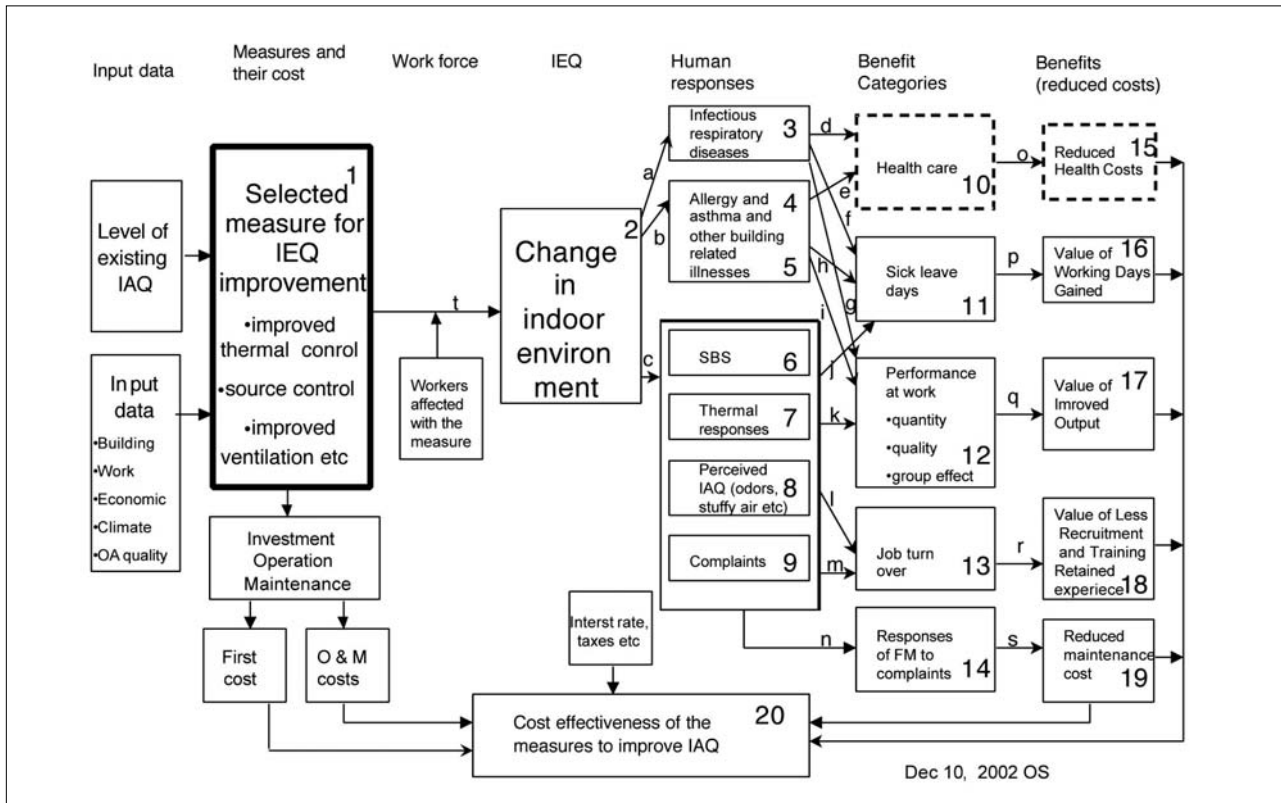 Input data
Measures and
their cost
Work force
IEQ
Human
responses
Benefit
Categories
Benefits
(reduced costs)
Level of
existing
IAQ
Input
data
•Building
•Work
•Economic
•Climate
•OA quality
1
Selected
measure for
IEQ
improvement
•improved
thermal conrol
•source control
•improved
ventilation etc
Investment
Operation
Maintenance
First
cost
O & M
costs
t
Workers
affected
with the
measure
2
Change
in
indoor
environ
ment
a
b
c
Infectious
respiratory
diseases
3
Allergy and
asthma and
other building
related
illnesses
4
5
SBS
6
Thermal
responses
7
Perceived
IAQ (odors,
stuffy air etc)
8
Complaints
9
d
e
f
h
g
i
j
k
l
m
n
Health care
10
Sick leave
days
11
Performance
at work
•quantity
•quality
•group effect
12
Job turn
over
13
Responses
of FM to
complaints
14
o
p
q
r
s
Reduced
Health Costs
15
Value of
Working Days
Gained
16
Value of
Imroved
Output
17
Value of Less
Recruitment
and Training
Retained
experiece
18
Reduced
maintenance
cost
19
Interst rate,
taxes etc
Cost effectiveness of the
measures to improve IAQ
20
Dec 10, 2002 OS